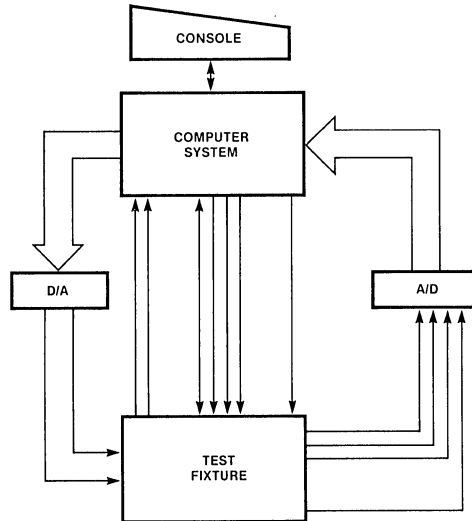 CONSOLE
COMPUTER
SYSTEM
D/A
A/D
TEST
FIXTURE